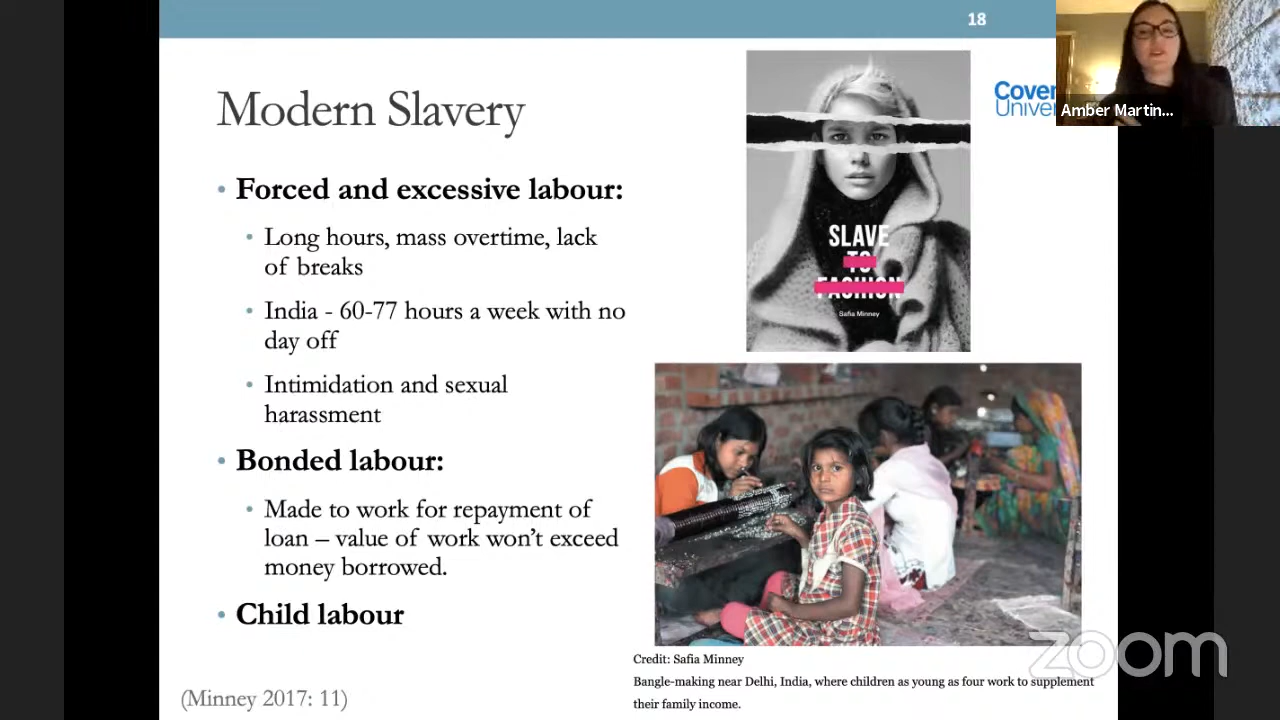 18
Modern Slavery
Forced and excessive labour:
Long hours, mass overtime, lack
of breaks
India - 60-77 hours a week with no
day off
Intimidation and sexual
harassment
Bonded labour:
Made to work for repayment of
loan – value of work won’t exceed
money borrowed.
Child labour
(Minney 2017: 11)
SLAVE
TO
FASHION
Safia Minney
Cover
Univer
Amber Martin...
Credit: Safia Minney
Bangle-making near Delhi, India, where children as young as four work to supplement
their family income.
zoom